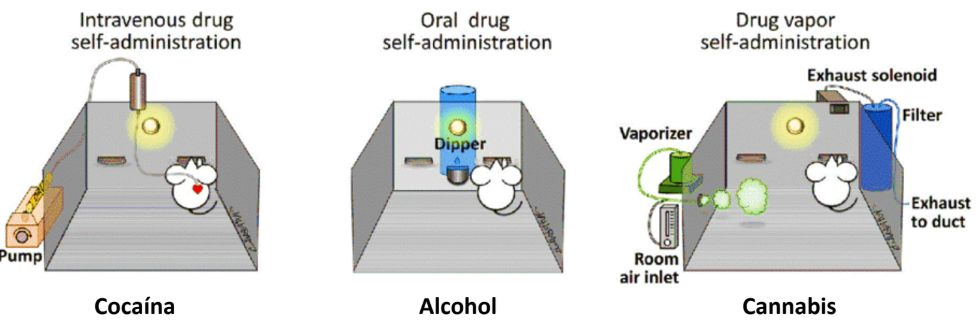 Intravenous drug
self-administration
Pump
Cocaína
Oral drug
self-administration
Dipper
Alcohol
Drug vapor
self-administration
Exhaust solenoid
Filter
Vaporizer
Exhaust
to duct
Room
air inlet
Cannabis